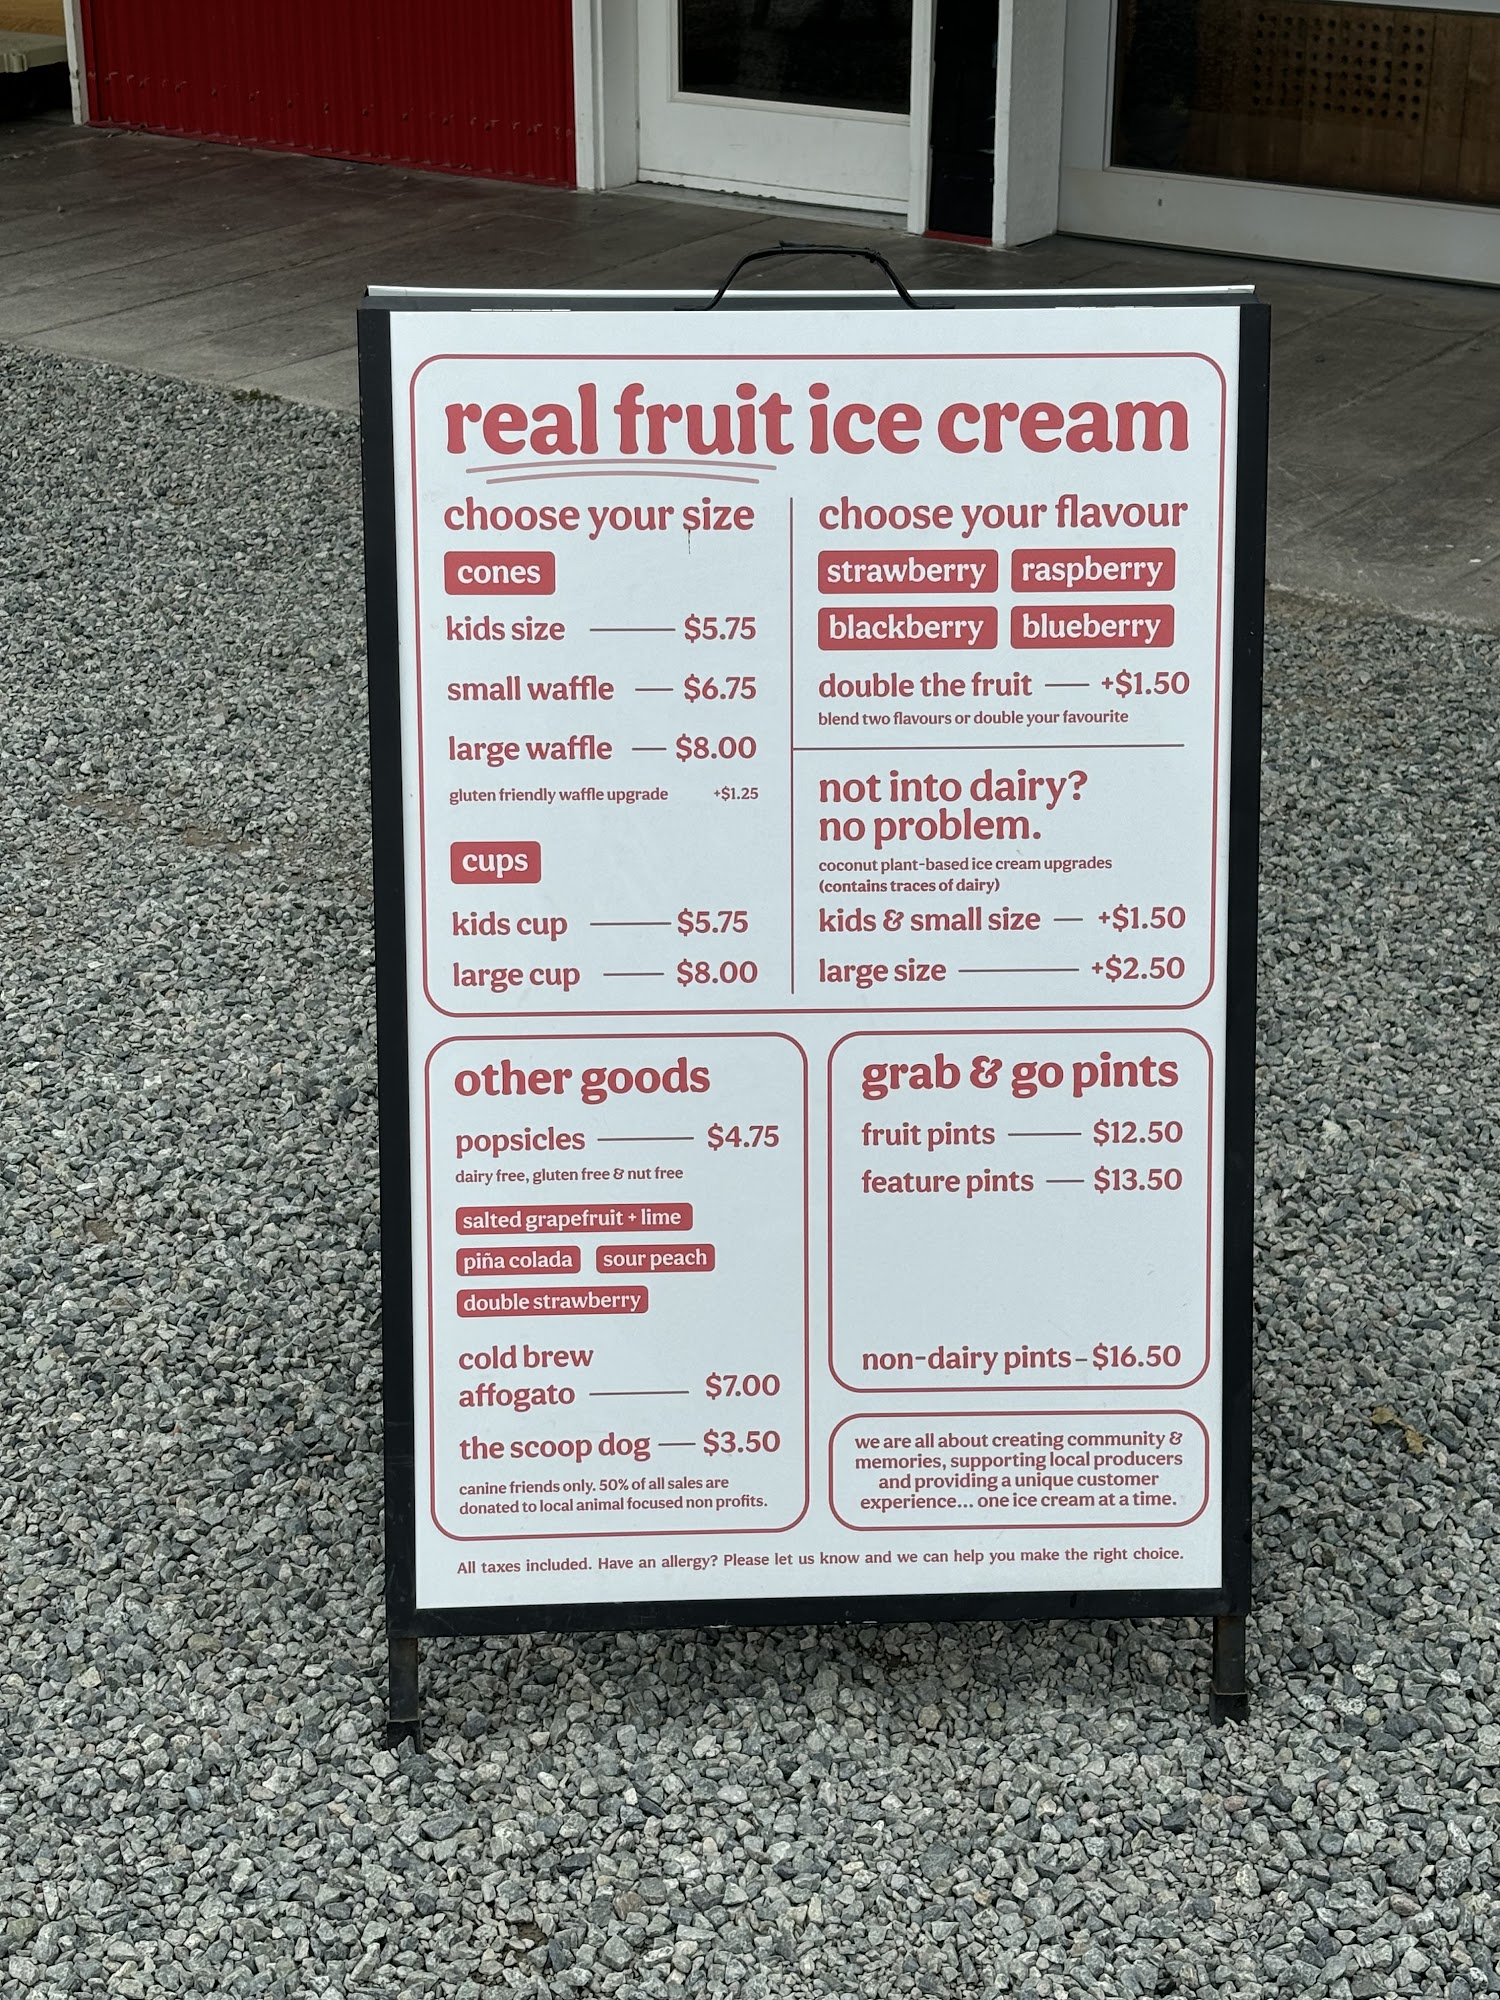 real fruit ice cream
choose your size
cones
kids size $5.75
small waffle $6.75
large waffle $8.00
gluten friendly waffle upgrade +$1.25
cups
kids cup $5.75
large cup $8.00
choose your flavour
strawberry raspberry
blackberry blueberry
double the fruit +$1.50
blend two flavours or double your favourite
not into dairy?
no problem.
coconut plant-based ice cream upgrades
(contains traces of dairy)
kids & small size +$1.50
large size +$2.50
other goods
popsicles $4.75
dairy free, gluten free & nut free
salted grapefruit + lime
piña colada sour peach
double strawberry
cold brew
affogato $7.00
the scoop dog $3.50
canine friends only. 50% of all sales are
donated to local animal focused non profits.
grab & go pints
fruit pints $12.50
feature pints $13.50
non-dairy pints $16.50
we are all about creating community &
memories, supporting local producers
and providing a unique customer
experience... one ice cream at a time.
All taxes included. Have an allergy? Please let us know and we can help you make the right choice.